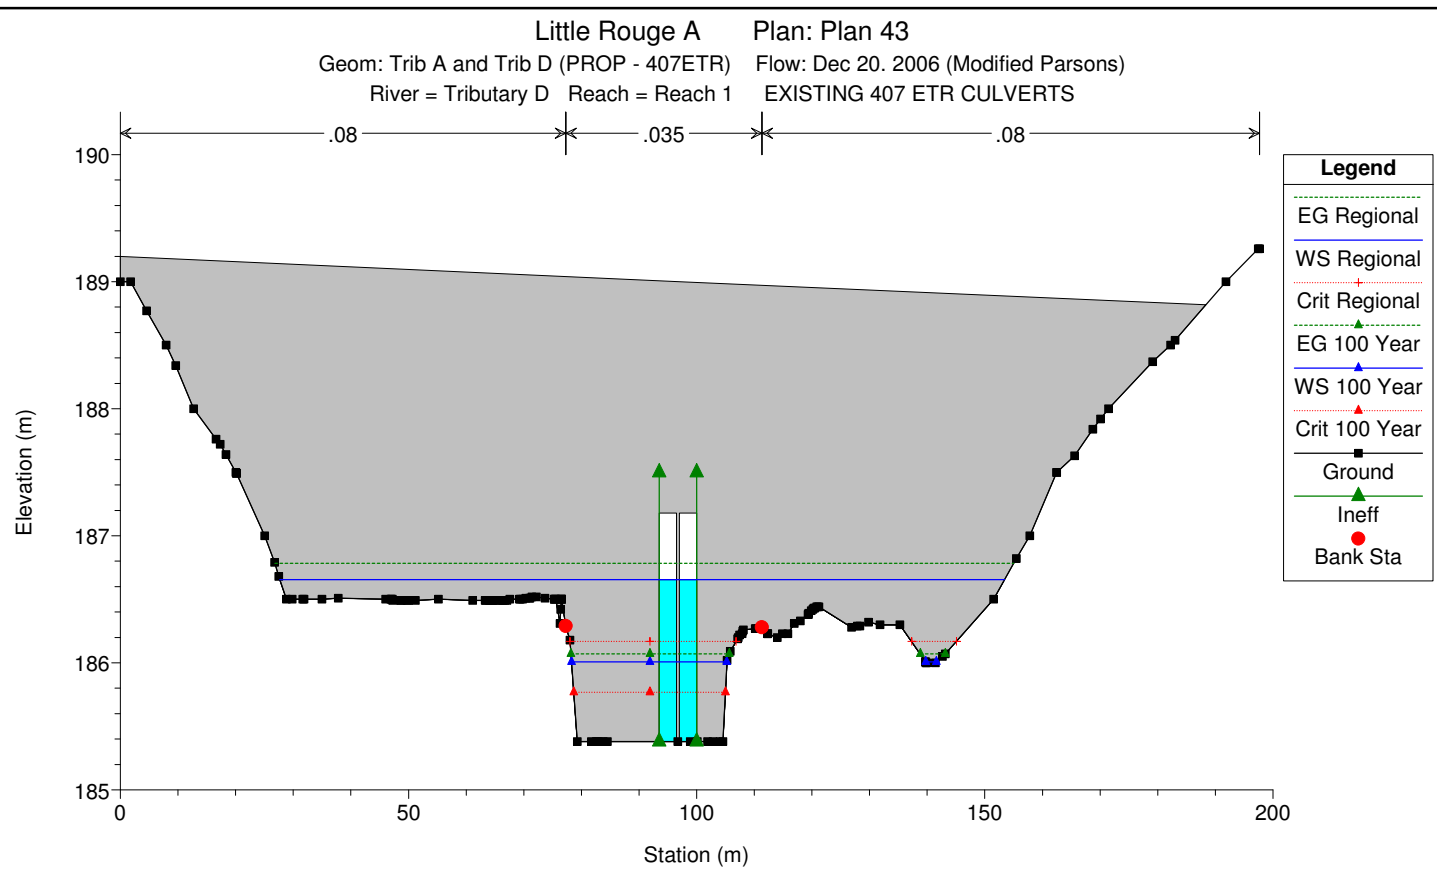 Little Rouge A Plan: Plan 43
Geom: Trib A and Trib D (PROP - 407ETR) Flow: Dec 20. 2006 (Modified Parsons)
River = Tributary D Reach = Reach 1 EXISTING 407 ETR CULVERTS
.08 .035 .08
190
189
188
187
186
185
0 50 100 150 200
Station (m)
Elevation (m)
Legend
EG Regional
WS Regional
Crit Regional
EG 100 Year
WS 100 Year
Crit 100 Year
Ground
Ineff
Bank Sta